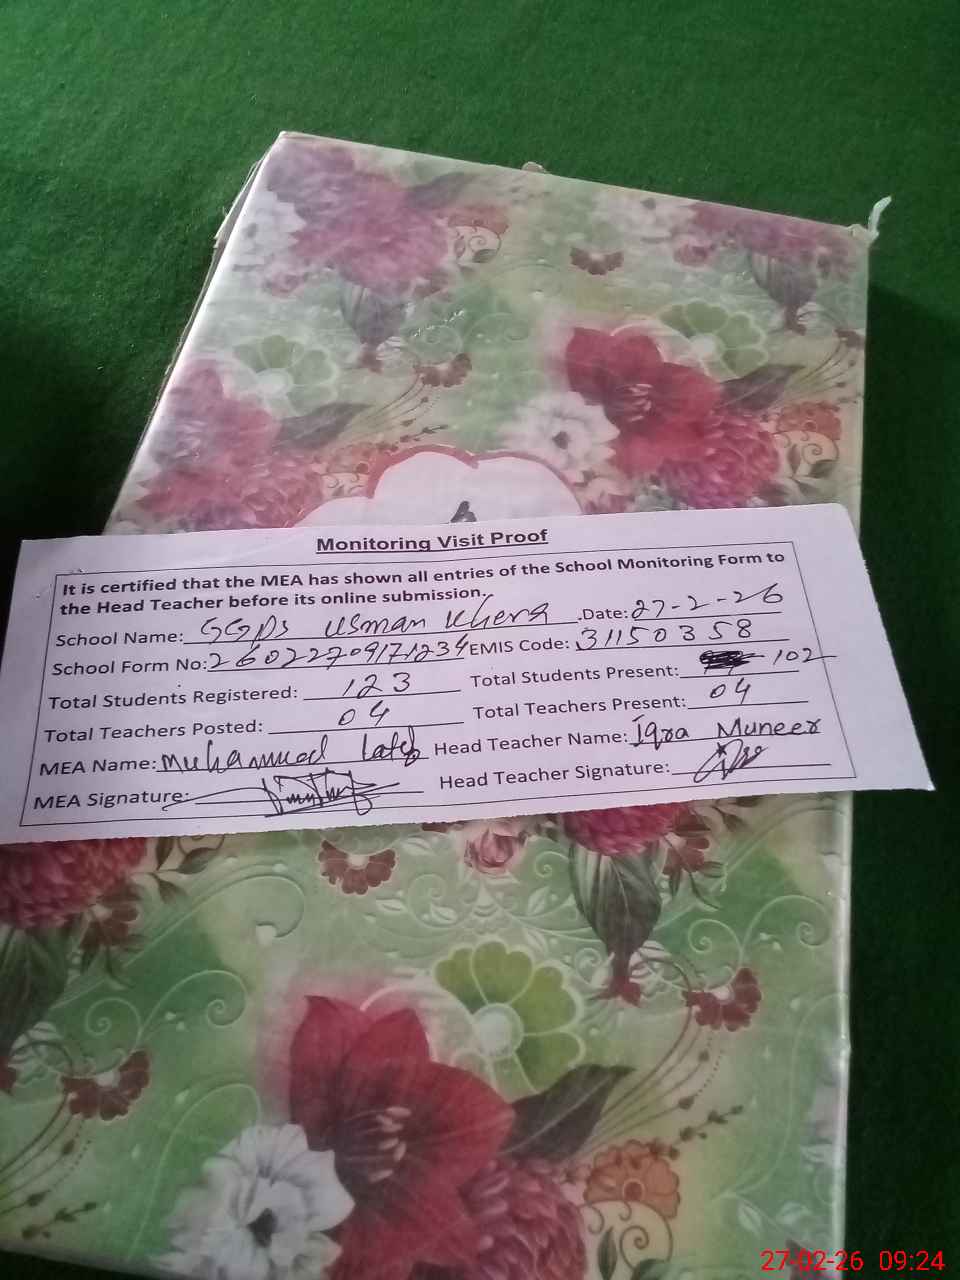 Monitoring Visit Proof
It is certified that the MEA has shown all entries of the School Monitoring Form to
the Head Teacher before its online submission.
School Name: GGPS Usman Khera .Date: 27-2-26
School Form No: 26022709171234 EMIS Code: 31150358
Total Students Registered: 123 Total Students Present: 102
Total Teachers Posted: 04 Total Teachers Present: 04
MEA Name: Muhammad Latif Head Teacher Name: Iqra Muneer
MEA Signature: Head Teacher Signature:
27-02-26 09:24